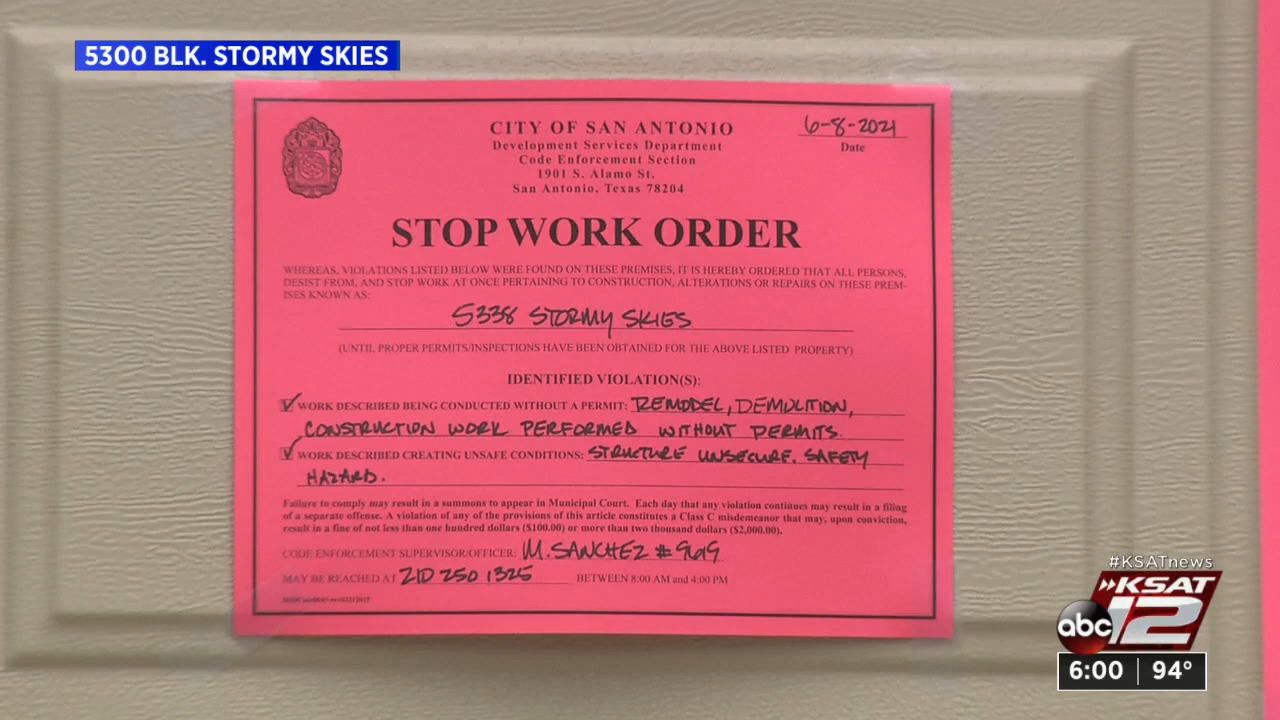 5300 BLK. STORMY SKIES
CITY OF SAN ANTONIO
Development Services Department
Code Enforcement Section
1901 S. Alamo St.
San Antonio, Texas 78204
6-8-2021
Date
STOP WORK ORDER
WHEREAS, VIOLATIONS LISTED BELOW WERE FOUND ON THESE PREMISES, IT IS HEREBY ORDERED THAT ALL PERSONS,
DESIST FROM, AND STOP WORK AT ONCE PERTAINING TO CONSTRUCTION, ALTERATIONS OR REPAIRS ON THESE PREM-
ISES KNOWN AS:
5338 STORMY SKIES
(UNTIL PROPER PERMITS/INSPECTIONS HAVE BEEN OBTAINED FOR THE ABOVE LISTED PROPERTY)
IDENTIFIED VIOLATION(S):
WORK DESCRIBED BEING CONDUCTED WITHOUT A PERMIT: REMODEL, DEMOLITION,
CONSTRUCTION WORK PERFORMED WITHOUT PERMITS.
WORK DESCRIBED CREATING UNSAFE CONDITIONS: STRUCTURE UNSECURE. SAFETY
HAZARD.
Failure to comply may result in a summons to appear in Municipal Court. Each day that any violation continues may result in a filing
of a separate offense. A violation of any of the provisions of this article constitutes a Class C misdemeanor that may, upon conviction,
result in a fine of not less than one hundred dollars ($100.00) or more than two thousand dollars ($2,000.00).
CODE ENFORCEMENT SUPERVISOR/OFFICER: M. SANCHEZ #9619
MAY BE REACHED AT 210 250 1325 BETWEEN 8:00 AM and 4:00 PM
#KSATnews
KSAT
abc 12
6:00 94°